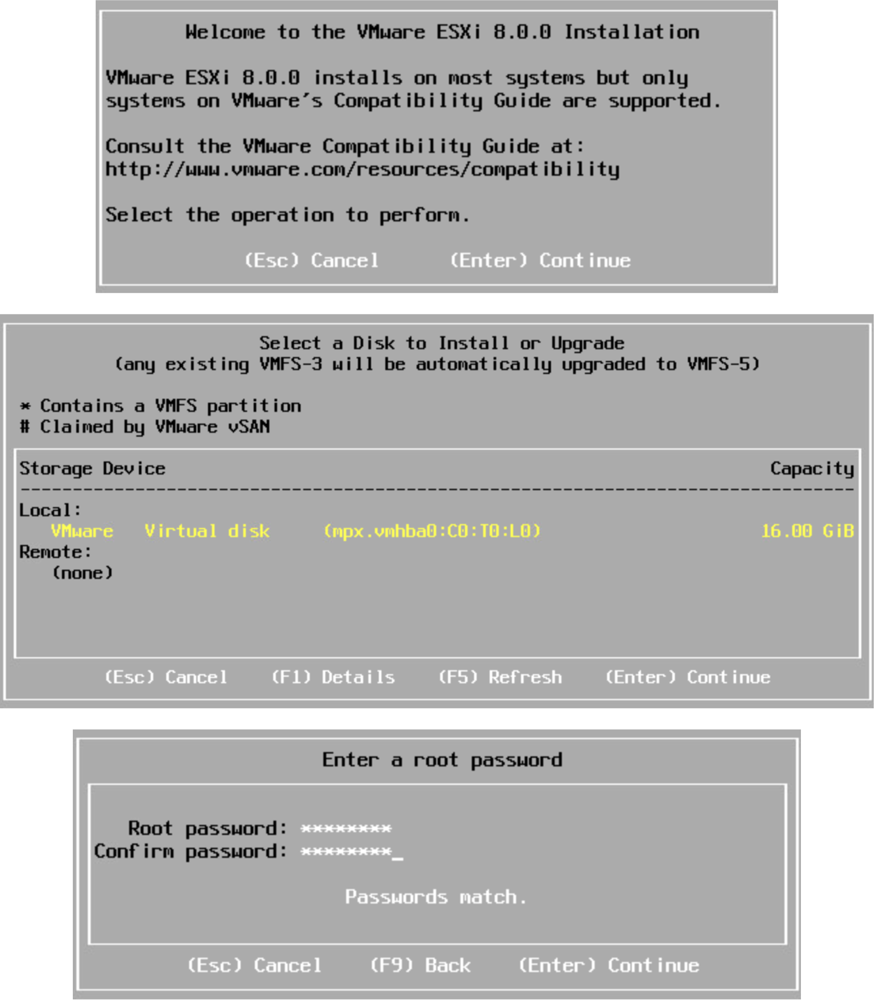 Welcome to the VMware ESXi 8.0.0 Installation
VMware ESXi 8.0.0 installs on most systems but only
systems on VMware's Compatibility Guide are supported.
Consult the VMware Compatibility Guide at:
http://www.vmware.com/resources/compatibility
Select the operation to perform.
(Esc) Cancel (Enter) Continue
Select a Disk to Install or Upgrade
(any existing VMFS-3 will be automatically upgraded to VMFS-5)
* Contains a VMFS partition
# Claimed by VMware vSAN
Storage Device Capacity
--------------------------------------------------------------------------------
Local:
VMware Virtual disk (mpx.vmhba0:C0:T0:L0) 16.00 GiB
Remote:
(none)
(Esc) Cancel (F1) Details (F5) Refresh (Enter) Continue
Enter a root password
Root password: ********
Confirm password: ********_
Passwords match.
(Esc) Cancel (F9) Back (Enter) Continue